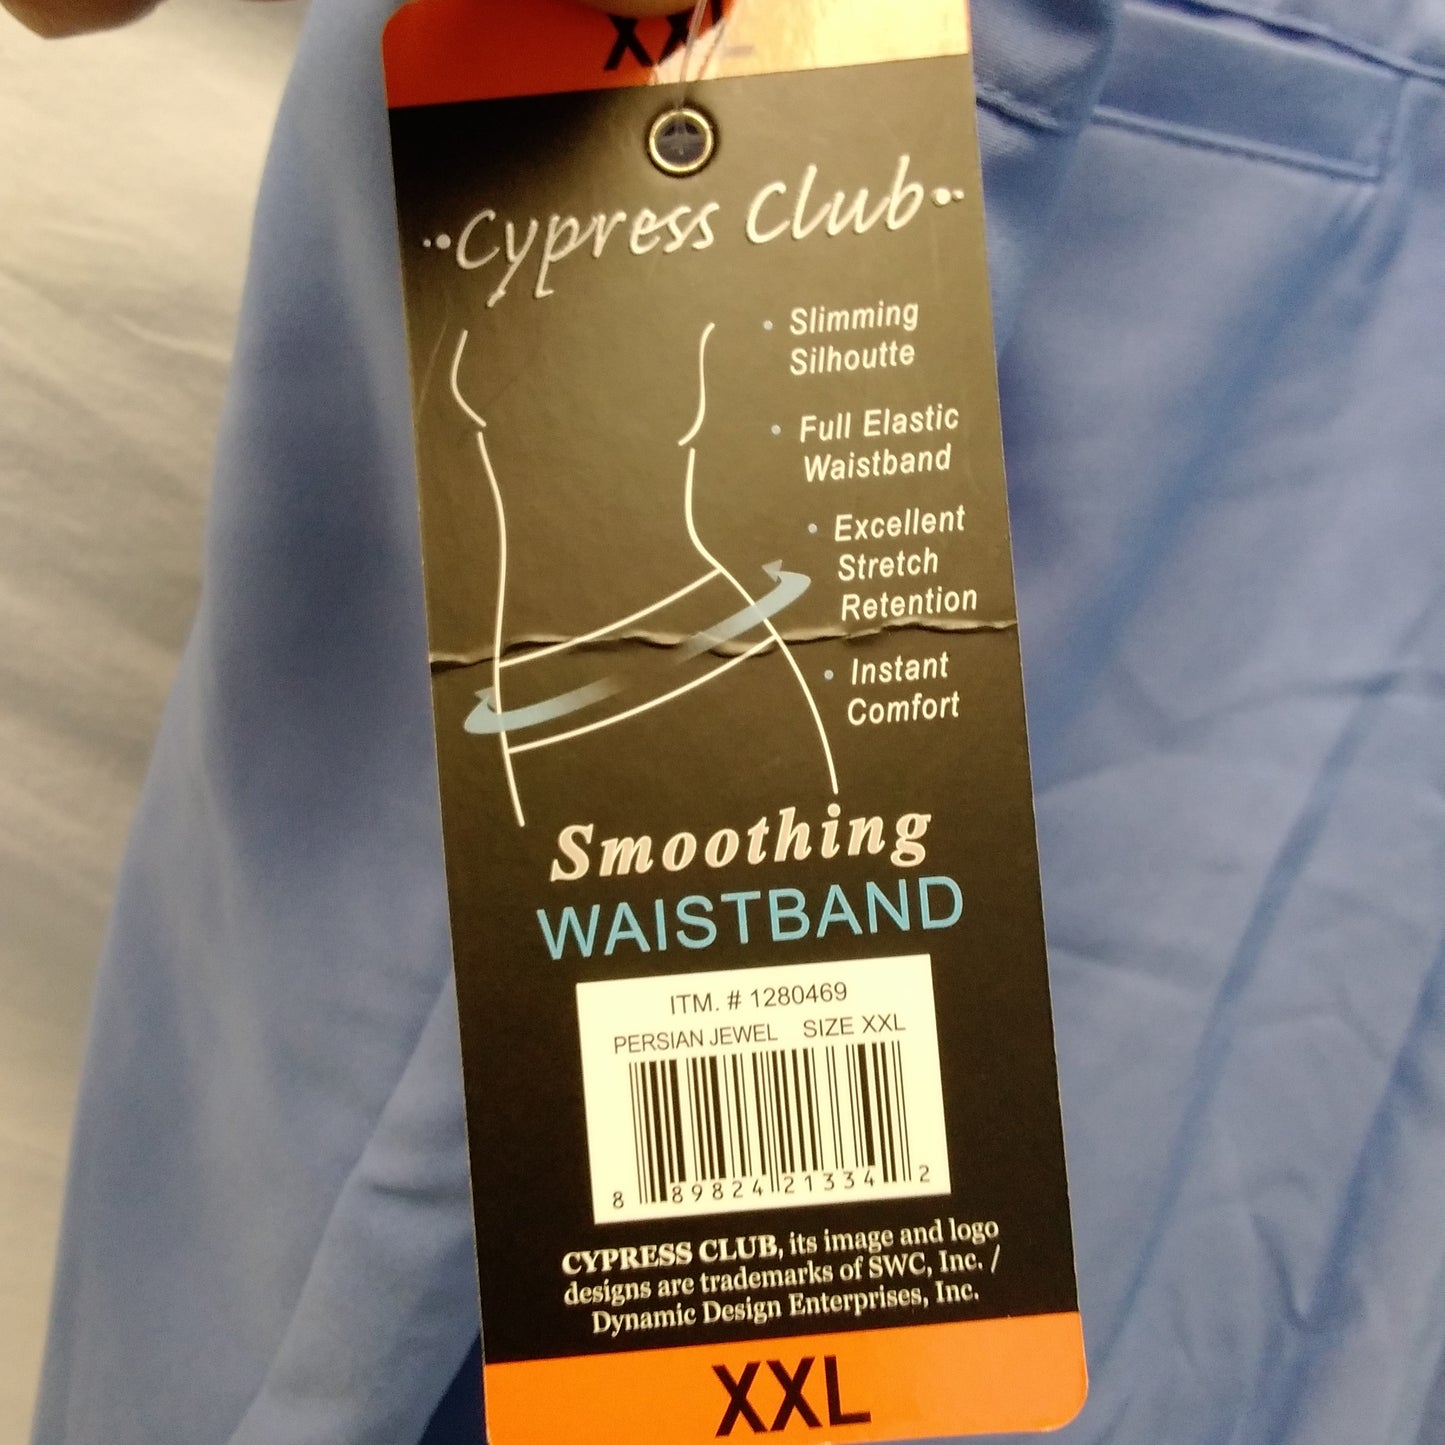 XXL
Cypress Club
• Slimming
Silhoutte
• Full Elastic
Waistband
• Excellent
Stretch
Retention
• Instant
Comfort
Smoothing
WAISTBAND
ITM. # 1280469
PERSIAN JEWEL SIZE XXL
8 89824 21334 2
CYPRESS CLUB, its image and logo
designs are trademarks of SWC, Inc. /
Dynamic Design Enterprises, Inc.
XXL